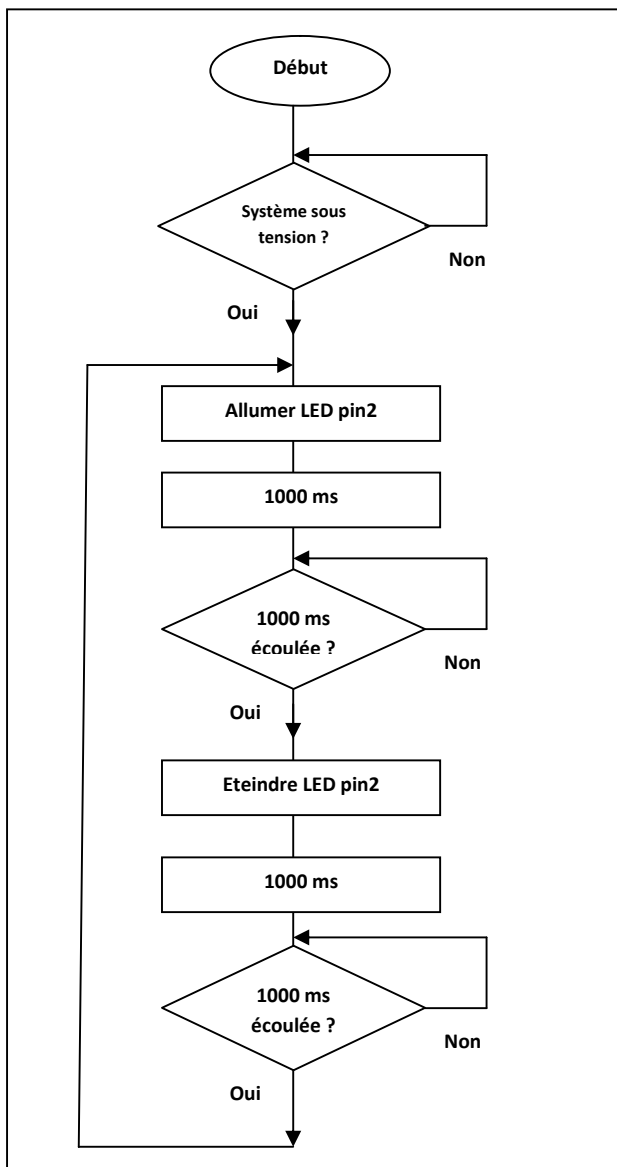 Début
Système sous
tension ?
Non
Oui
Allumer LED pin2
1000 ms
1000 ms
écoulée ?
Non
Oui
Eteindre LED pin2
1000 ms
1000 ms
écoulée ?
Non
Oui